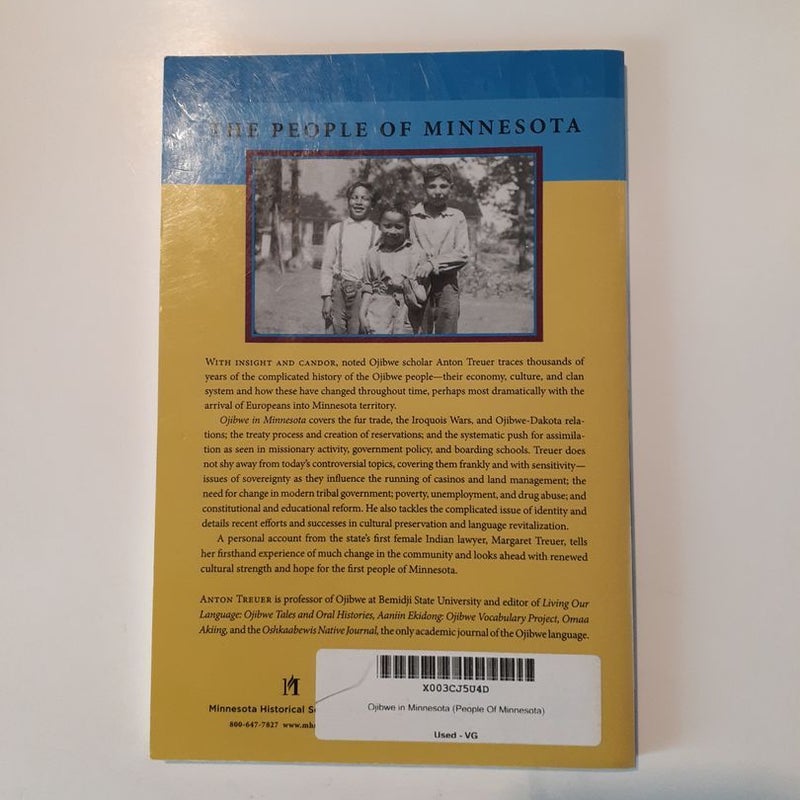 THE PEOPLE OF MINNESOTA
WITH INSIGHT AND CANDOR, noted Ojibwe scholar Anton Treuer traces thousands of
years of the complicated history of the Ojibwe people—their economy, culture, and clan
system and how these have changed throughout time, perhaps most dramatically with the
arrival of Europeans into Minnesota territory.
Ojibwe in Minnesota covers the fur trade, the Iroquois Wars, and Ojibwe-Dakota rela-
tions; the treaty process and creation of reservations; and the systematic push for assimila-
tion as seen in missionary activity, government policy, and boarding schools. Treuer does
not shy away from today's controversial topics, covering them frankly and with sensitivity—
issues of sovereignty as they influence the running of casinos and land management; the
need for change in modern tribal government; poverty, unemployment, and drug abuse; and
constitutional and educational reform. He also tackles the complicated issue of identity and
details recent efforts and successes in cultural preservation and language revitalization.
A personal account from the state's first female Indian lawyer, Margaret Treuer, tells
her firsthand experience of much change in the community and looks ahead with renewed
cultural strength and hope for the first people of Minnesota.
ANTON TREUER is professor of Ojibwe at Bemidji State University and editor of Living Our
Language: Ojibwe Tales and Oral Histories, Aaniin Ekidong: Ojibwe Vocabulary Project, Omaa
Akiing, and the Oshkaabewis Native Journal, the only academic journal of the Ojibwe language.
Minnesota Historical
800-647-7827
X003CJ5U4D
Ojibwe in Minnesota (People Of Minnesota)
Used - VG